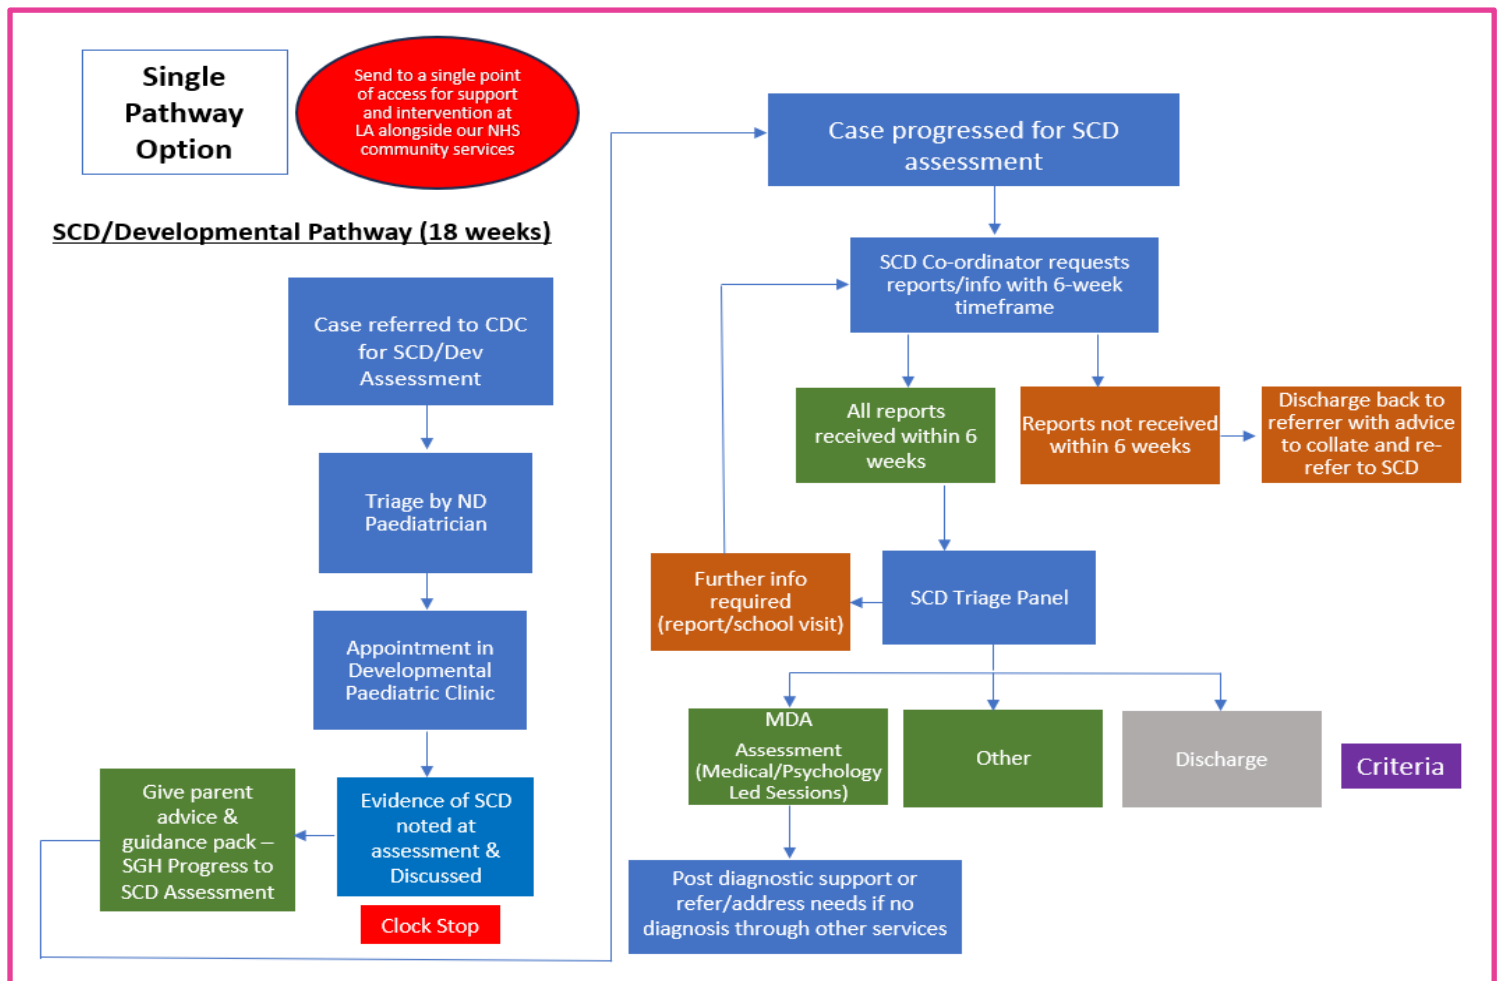 Single
Pathway
Option
Send to a single point
of access for support
and intervention at
LA alongside our NHS
community services
SCD/Developmental Pathway (18 weeks)
Case referred to CDC
for SCD/Dev
Assessment
Triage by ND
Paediatrician
Appointment in
Developmental
Paediatric Clinic
Evidence of SCD
noted at
assessment &
Discussed
Clock Stop
Give parent
advice &
guidance pack –
SGH Progress to
SCD Assessment
Case progressed for SCD
assessment
SCD Co-ordinator requests
reports/info with 6-week
timeframe
All reports
received within 6
weeks
Reports not received
within 6 weeks
Discharge back to
referrer with advice
to collate and re-
refer to SCD
Further info
required
(report/school visit)
SCD Triage Panel
MDA
Assessment
(Medical/Psychology
Led Sessions)
Other
Discharge
Criteria
Post diagnostic support or
refer/address needs if no
diagnosis through other services